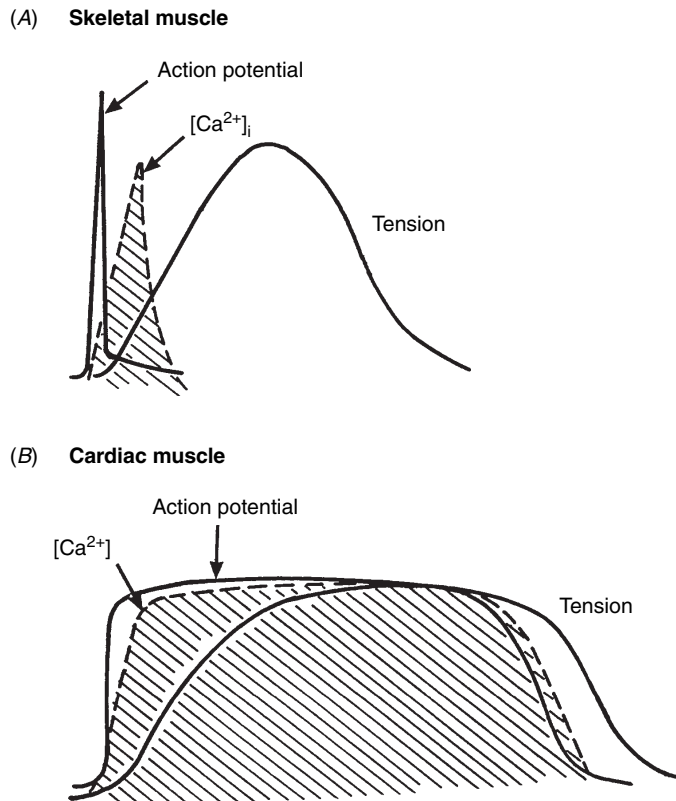 (A) Skeletal muscle
Action potential
[Ca²⁺]ᵢ
Tension
(B) Cardiac muscle
Action potential
[Ca²⁺]
Tension